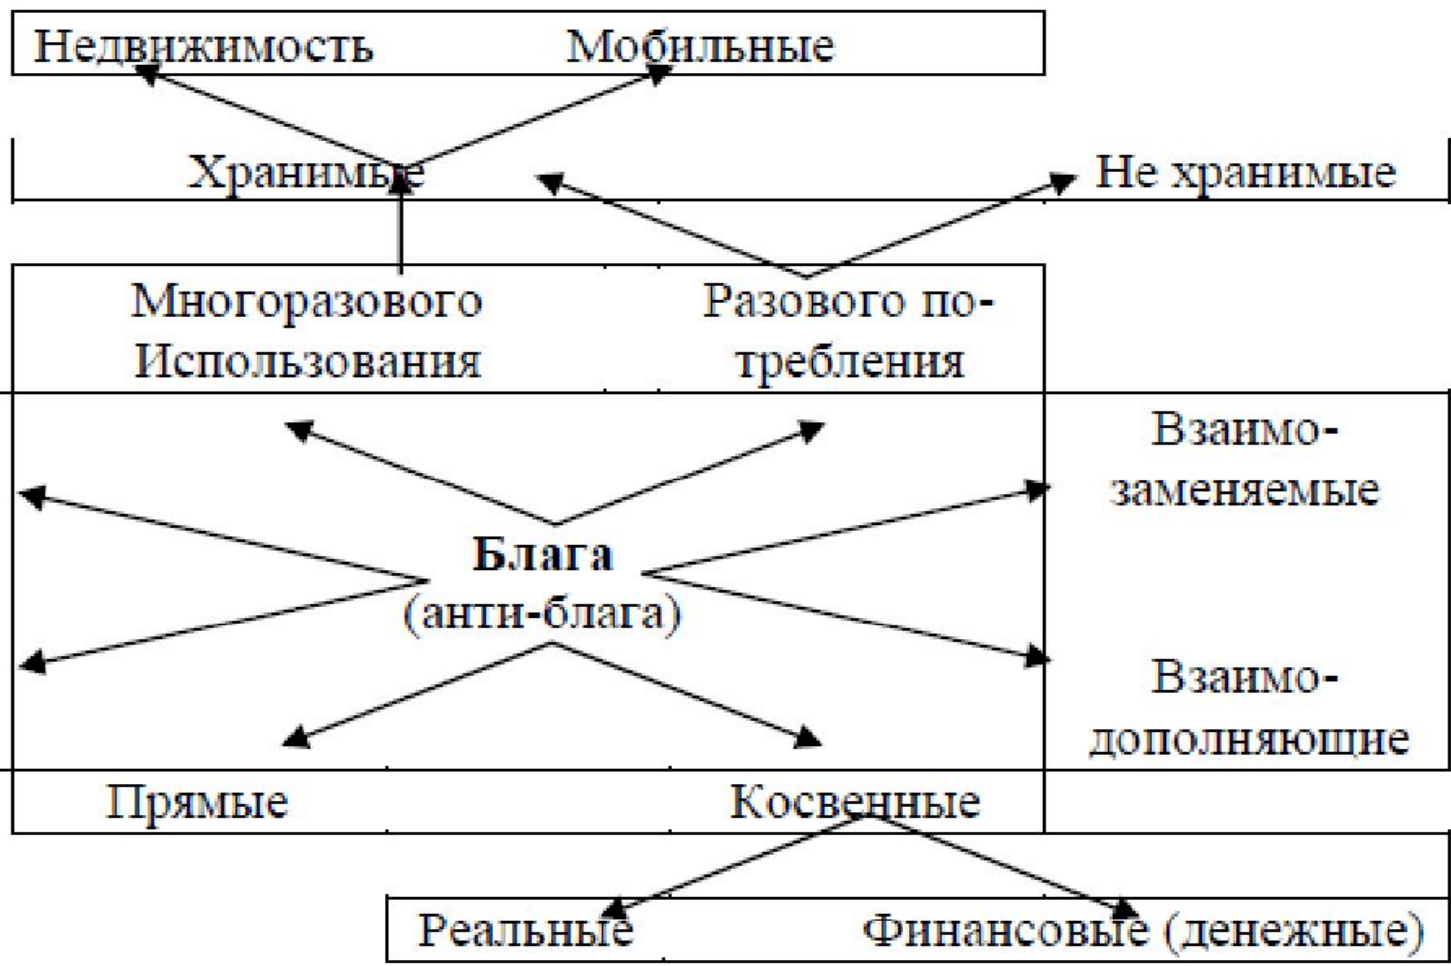 Недвижимость Мобильные
Хранимые Не хранимые
Многоразового Разового по-
Использования требления
Взаимо-
заменяемые
Блага
(анти-блага)
Взаимо-
дополняющие
Прямые Косвенные
Реальные Финансовые (денежные)